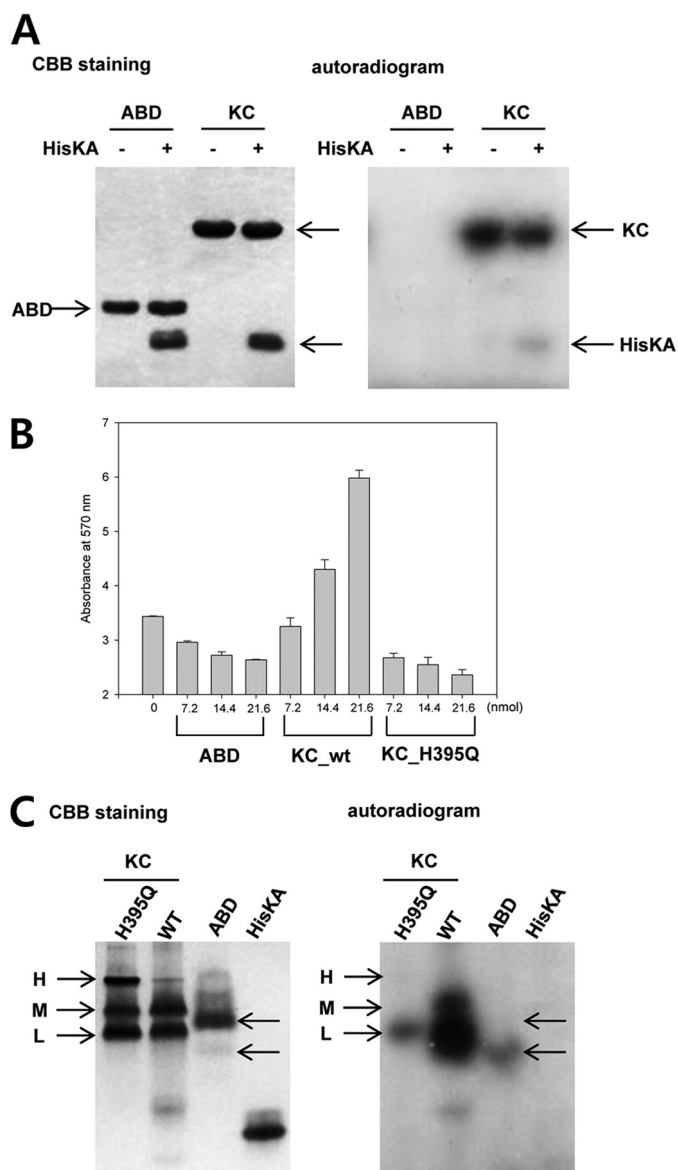 A
CBB staining autoradiogram
ABD KC ABD KC
HisKA - + - + HisKA - + - +
KC
ABD
HisKA
B
Absorbance at 570 nm
7
6
5
4
3
2
0 7.2 14.4 21.6 7.2 14.4 21.6 7.2 14.4 21.6 (nmol)
ABD KC_wt KC_H395Q
C
CBB staining autoradiogram
KC KC
H395Q WT ABD HisKA H395Q WT ABD HisKA
H H
M M
L L